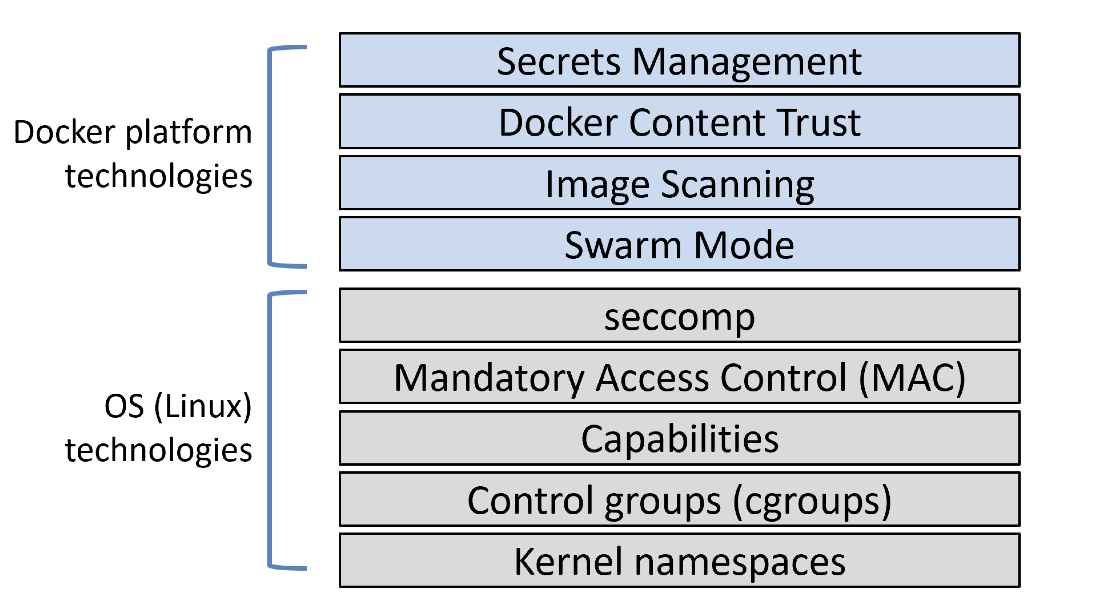 Docker platform
technologies
Secrets Management
Docker Content Trust
Image Scanning
Swarm Mode
OS (Linux)
technologies
seccomp
Mandatory Access Control (MAC)
Capabilities
Control groups (cgroups)
Kernel namespaces